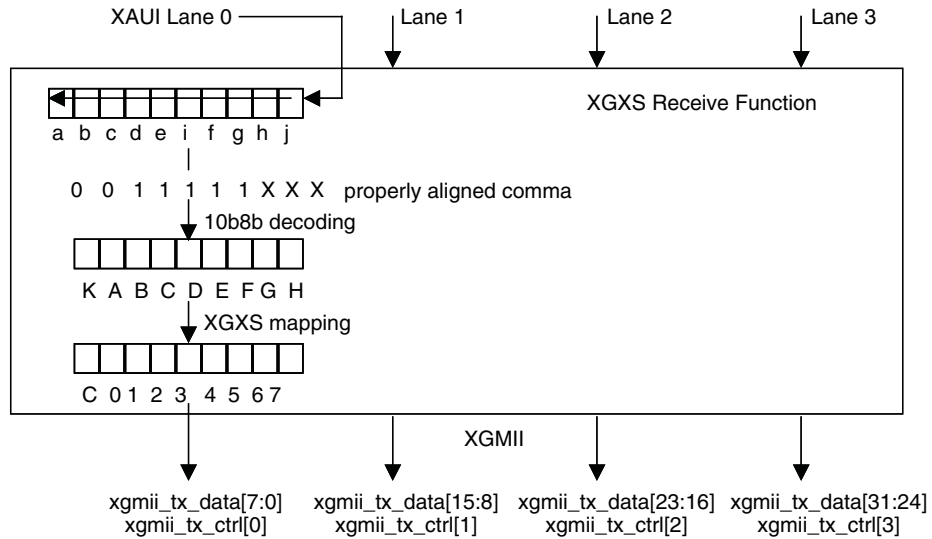 XAUI Lane 0 Lane 1 Lane 2 Lane 3
XGXS Receive Function
a b c d e i f g h j
0 0 1 1 1 1 1 X X X properly aligned comma
10b8b decoding
K A B C D E F G H
XGXS mapping
C 0 1 2 3 4 5 6 7
XGMII
xgmii_tx_data[7:0] xgmii_tx_data[15:8] xgmii_tx_data[23:16] xgmii_tx_data[31:24]
xgmii_tx_ctrl[0] xgmii_tx_ctrl[1] xgmii_tx_ctrl[2] xgmii_tx_ctrl[3]